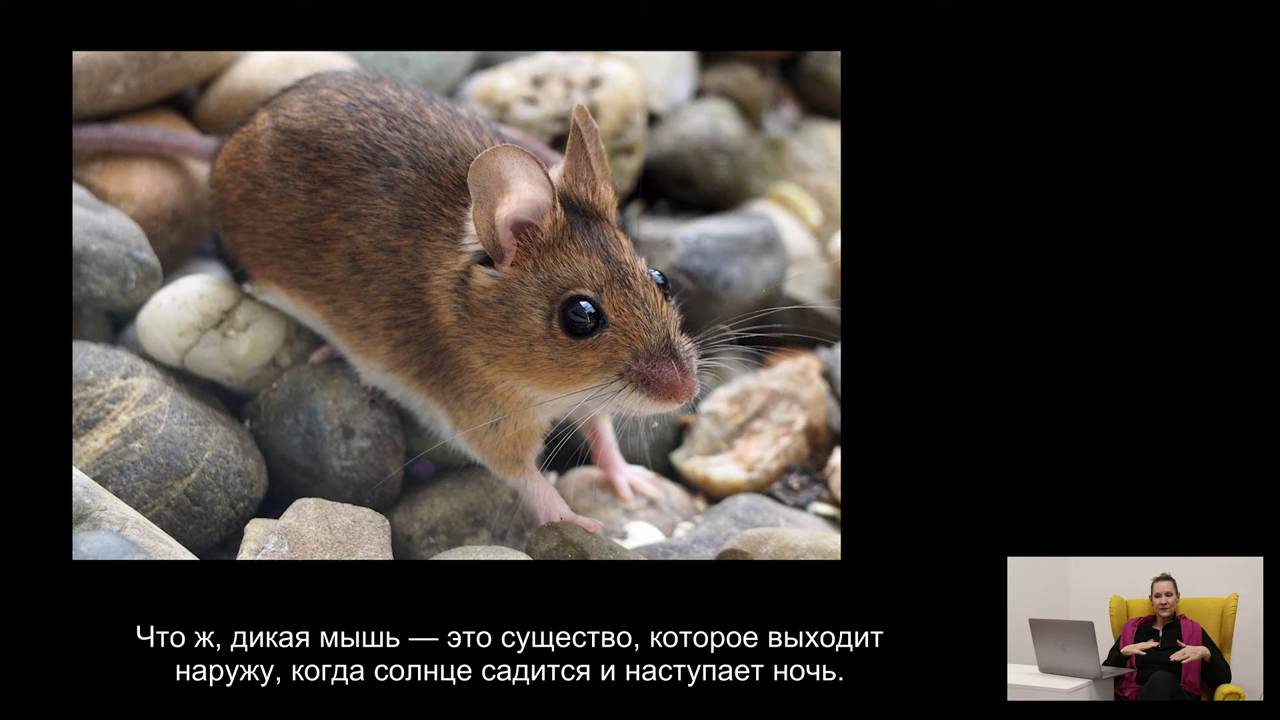 Что ж, дикая мышь — это существо, которое выходит
наружу, когда солнце садится и наступает ночь.